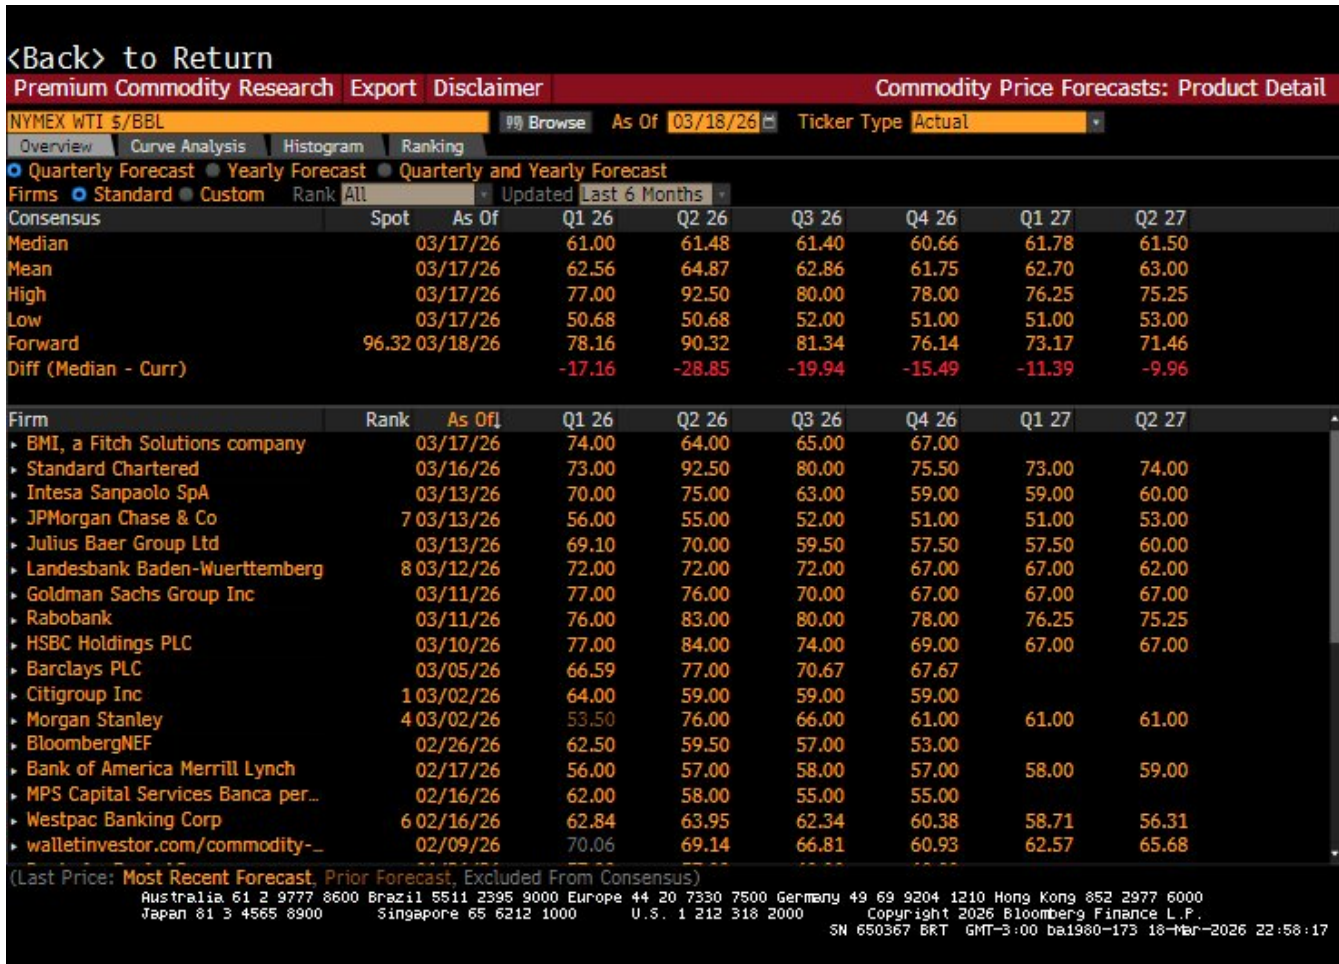 <Back> to Return
Premium Commodity Research Export Disclaimer Commodity Price Forecasts: Product Detail
NYMEX WTI $/BBL Browse As Of 03/18/26 Ticker Type Actual
Overview Curve Analysis Histogram Ranking
Quarterly Forecast Yearly Forecast Quarterly and Yearly Forecast
Firms Standard Custom Rank All Updated Last 6 Months
Consensus Spot As Of Q1 26 Q2 26 Q3 26 Q4 26 Q1 27 Q2 27
Median 03/17/26 61.00 61.48 61.40 60.66 61.78 61.50
Mean 03/17/26 62.56 64.87 62.86 61.75 62.70 63.00
High 03/17/26 77.00 92.50 80.00 78.00 76.25 75.25
Low 03/17/26 50.68 50.68 52.00 51.00 51.00 53.00
Forward 96.32 03/18/26 78.16 90.32 81.34 76.14 73.17 71.46
Diff (Median - Curr) -17.16 -28.85 -19.94 -15.49 -11.39 -9.96
Firm Rank As Of↓ Q1 26 Q2 26 Q3 26 Q4 26 Q1 27 Q2 27
BMI, a Fitch Solutions company 03/17/26 74.00 64.00 65.00 67.00
Standard Chartered 03/16/26 73.00 92.50 80.00 75.50 73.00 74.00
Intesa Sanpaolo SpA 03/13/26 70.00 75.00 63.00 59.00 59.00 60.00
JPMorgan Chase & Co 7 03/13/26 56.00 55.00 52.00 51.00 51.00 53.00
Julius Baer Group Ltd 03/13/26 69.10 70.00 59.50 57.50 57.50 60.00
Landesbank Baden-Wuerttemberg 8 03/12/26 72.00 72.00 72.00 67.00 67.00 62.00
Goldman Sachs Group Inc 03/11/26 77.00 76.00 70.00 67.00 67.00 67.00
Rabobank 03/11/26 76.00 83.00 80.00 78.00 76.25 75.25
HSBC Holdings PLC 03/10/26 77.00 84.00 74.00 69.00 67.00 67.00
Barclays PLC 03/05/26 66.59 77.00 70.67 67.67
Citigroup Inc 1 03/02/26 64.00 59.00 59.00 59.00
Morgan Stanley 4 03/02/26 53.50 76.00 66.00 61.00 61.00 61.00
BloombergNEF 02/26/26 62.50 59.50 57.00 53.00
Bank of America Merrill Lynch 02/17/26 56.00 57.00 58.00 57.00 58.00 59.00
MPS Capital Services Banca per… 02/16/26 62.00 58.00 55.00 55.00
Westpac Banking Corp 6 02/16/26 62.84 63.95 62.34 60.38 58.71 56.31
walletinvestor.com/commodity-… 02/09/26 70.06 69.14 66.81 60.93 62.57 65.68
(Last Price: Most Recent Forecast, Prior Forecast, Excluded From Consensus)
Australia 61 2 9777 8600 Brazil 5511 2395 9000 Europe 44 20 7330 7500 Germany 49 69 9204 1210 Hong Kong 852 2977 6000
Japan 81 3 4565 8900 Singapore 65 6212 1000 U.S. 1 212 318 2000 Copyright 2026 Bloomberg Finance L.P.
SN 650367 BRT GMT-3:00 ba1980-173 18-Mar-2026 22:58:17